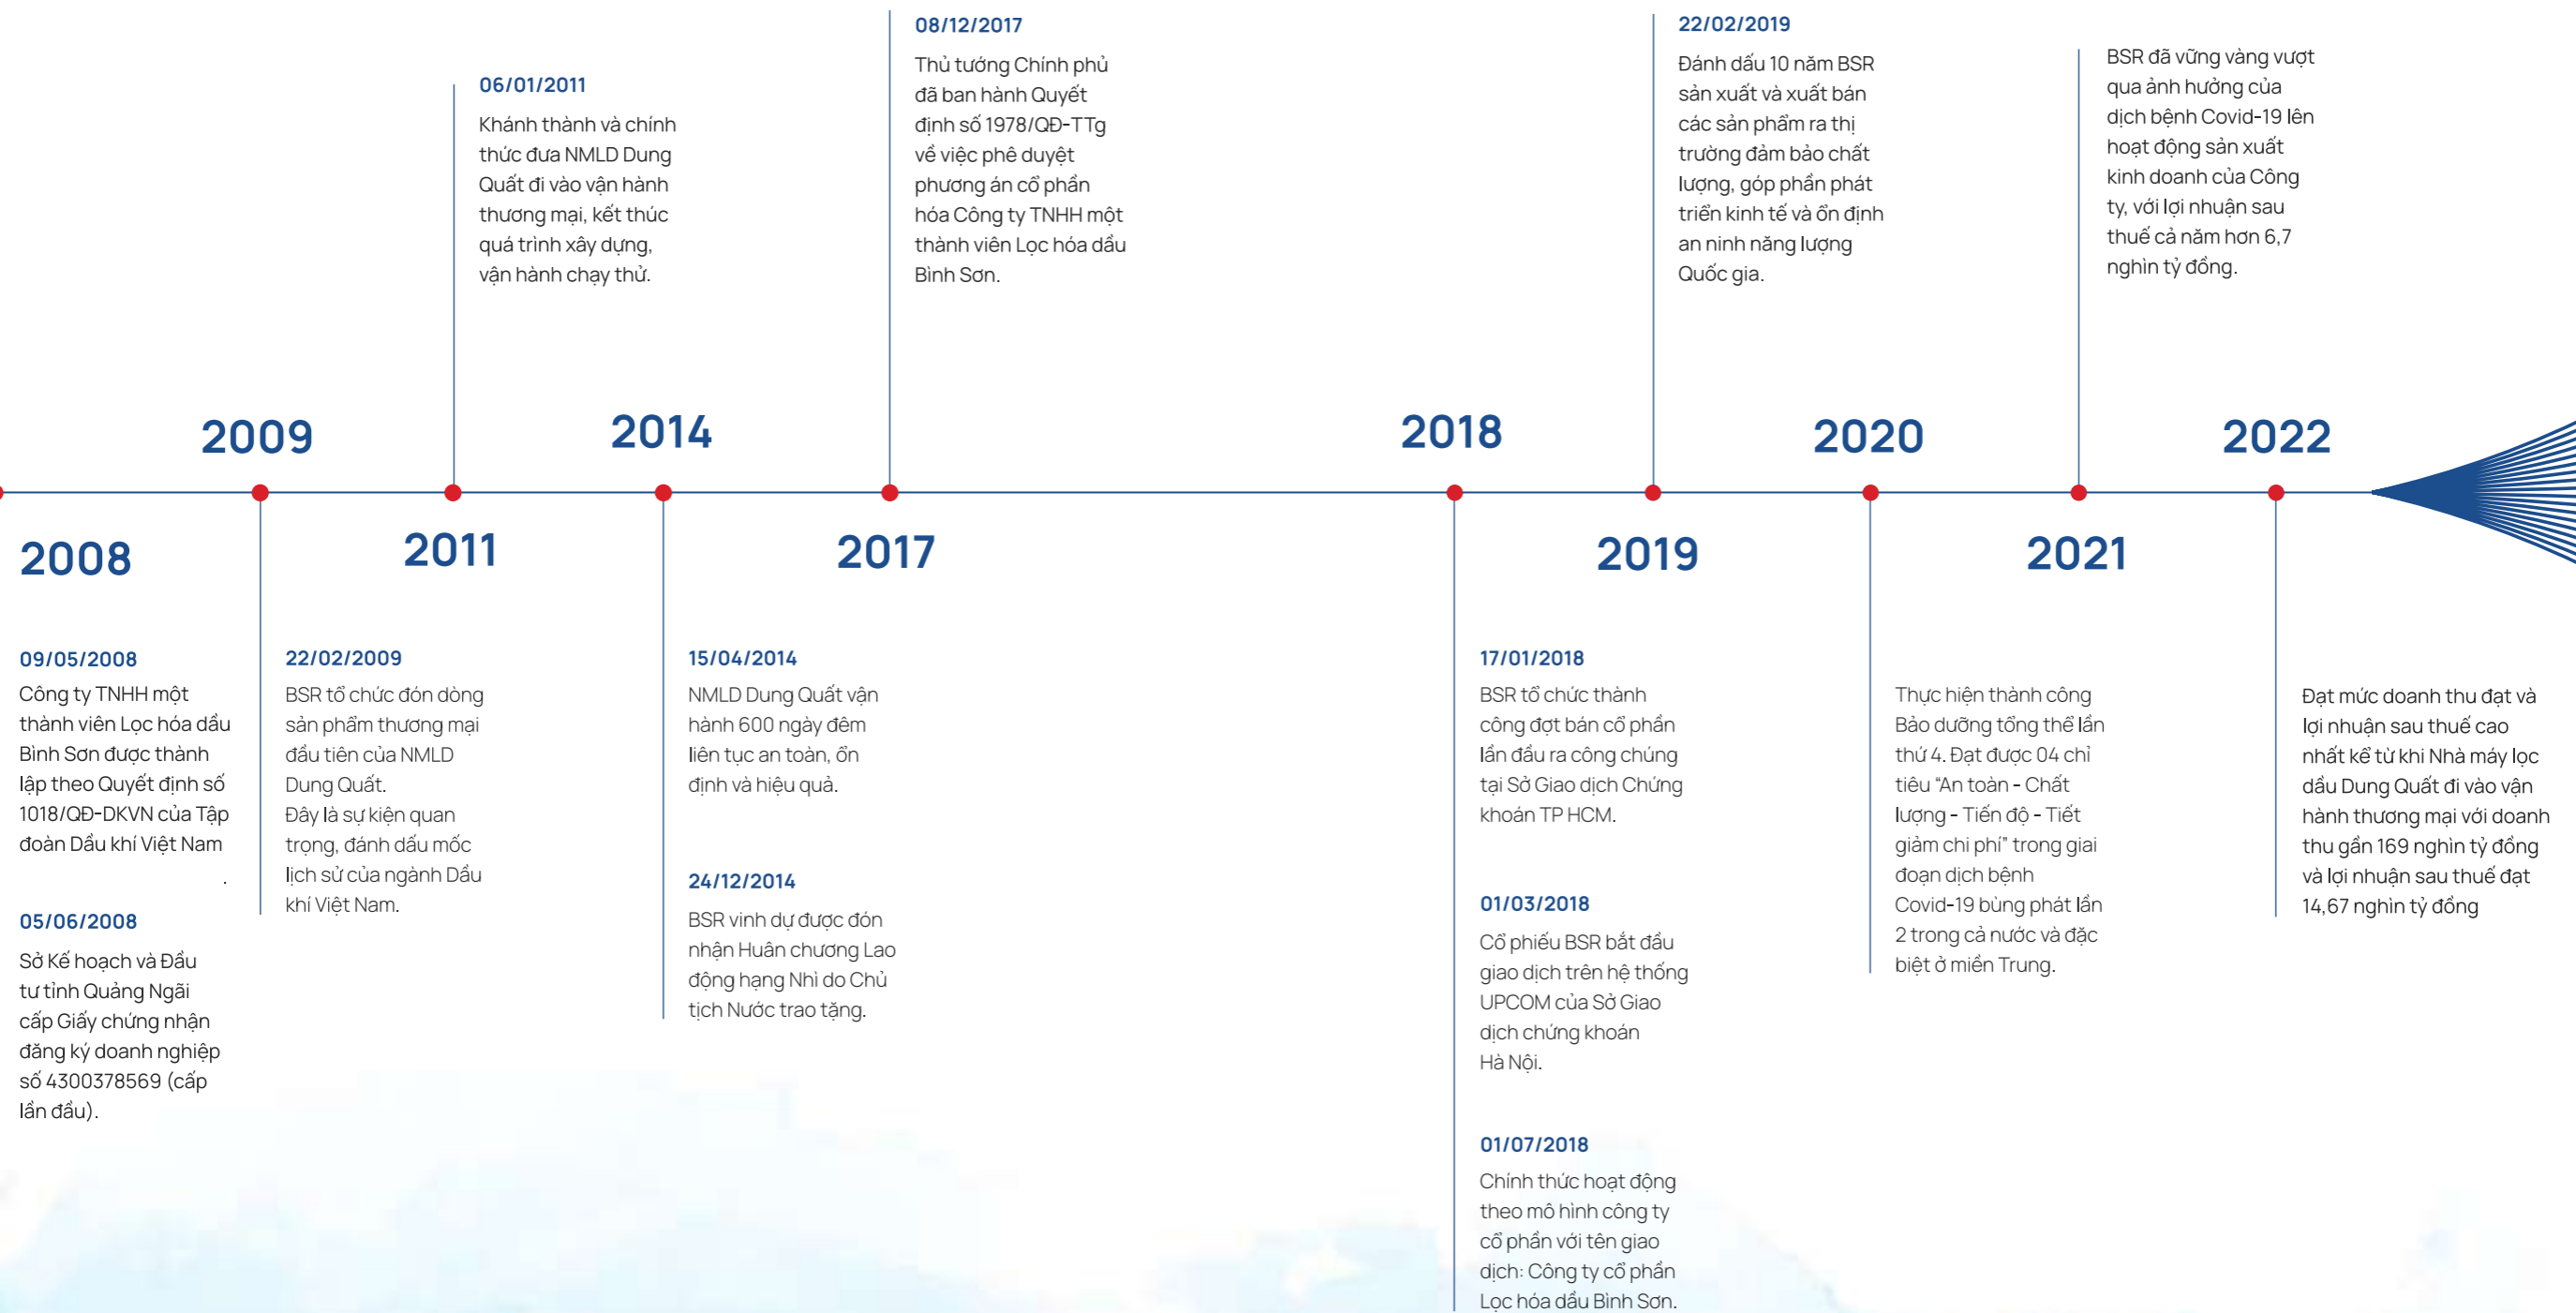 08/12/2017
Thủ tướng Chính phủ
đã ban hành Quyết
định số 1978/QĐ-TTg
về việc phê duyệt
phương án cổ phần
hóa Công ty TNHH một
thành viên Lọc hóa dầu
Bình Sơn.
22/02/2019
Đánh dấu 10 năm BSR
sản xuất và xuất bán
các sản phẩm ra thị
trường đảm bảo chất
lượng, góp phần phát
triển kinh tế và ổn định
an ninh năng lượng
Quốc gia.
BSR đã vững vàng vượt
qua ảnh hưởng của
dịch bệnh Covid-19 lên
hoạt động sản xuất
kinh doanh của Công
ty, với lợi nhuận sau
thuế cả năm hơn 6,7
nghìn tỷ đồng.
06/01/2011
Khánh thành và chính
thức đưa NMLD Dung
Quất đi vào vận hành
thương mại, kết thúc
quá trình xây dựng,
vận hành chạy thử.
2009
2014
2018
2020
2022
2008
2011
2017
2019
2021
09/05/2008
Công ty TNHH một
thành viên Lọc hóa dầu
Bình Sơn được thành
lập theo Quyết định số
1018/QĐ-DKVN của Tập
đoàn Dầu khí Việt Nam
.
05/06/2008
Sở Kế hoạch và Đầu
tư tỉnh Quảng Ngãi
cấp Giấy chứng nhận
đăng ký doanh nghiệp
số 4300378569 (cấp
lần đầu).
22/02/2009
BSR tổ chức đón dòng
sản phẩm thương mại
đầu tiên của NMLD
Dung Quất.
Đây là sự kiện quan
trọng, đánh dấu mốc
lịch sử của ngành Dầu
khí Việt Nam.
15/04/2014
NMLD Dung Quất vận
hành 600 ngày đêm
liên tục an toàn, ổn
định và hiệu quả.
24/12/2014
BSR vinh dự được đón
nhận Huân chương Lao
động hạng Nhì do Chủ
tịch Nước trao tặng.
17/01/2018
BSR tổ chức thành
công đợt bán cổ phần
lần đầu ra công chúng
tại Sở Giao dịch Chứng
khoán TP HCM.
01/03/2018
Cổ phiếu BSR bắt đầu
giao dịch trên hệ thống
UPCOM của Sở Giao
dịch chứng khoán
Hà Nội.
01/07/2018
Chính thức hoạt động
theo mô hình công ty
cổ phần với tên giao
dịch: Công ty cổ phần
Lọc hóa dầu Bình Sơn.
Thực hiện thành công
Bảo dưỡng tổng thể lần
thứ 4. Đạt được 04 chỉ
tiêu “An toàn - Chất
lượng - Tiến độ - Tiết
giảm chi phí” trong giai
đoạn dịch bệnh
Covid-19 bùng phát lần
2 trong cả nước và đặc
biệt ở miền Trung.
Đạt mức doanh thu đạt và
lợi nhuận sau thuế cao
nhất kể từ khi Nhà máy lọc
dầu Dung Quất đi vào vận
hành thương mại với doanh
thu gần 169 nghìn tỷ đồng
và lợi nhuận sau thuế đạt
14,67 nghìn tỷ đồng